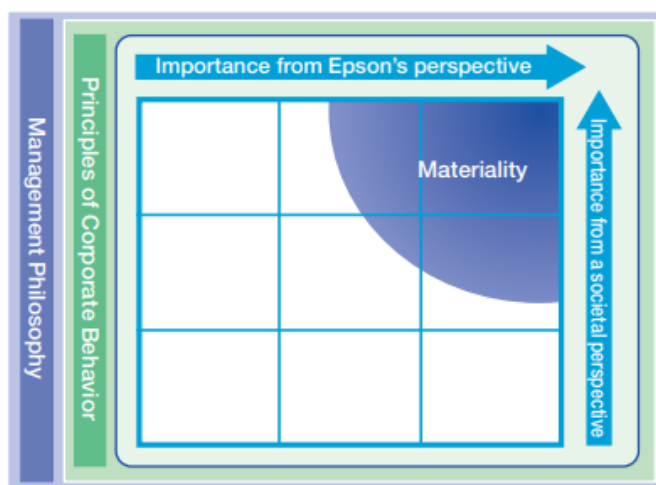 Management Philosophy
Principles of Corporate Behavior
Importance from Epson's perspective
Materiality
Importance from a societal perspective